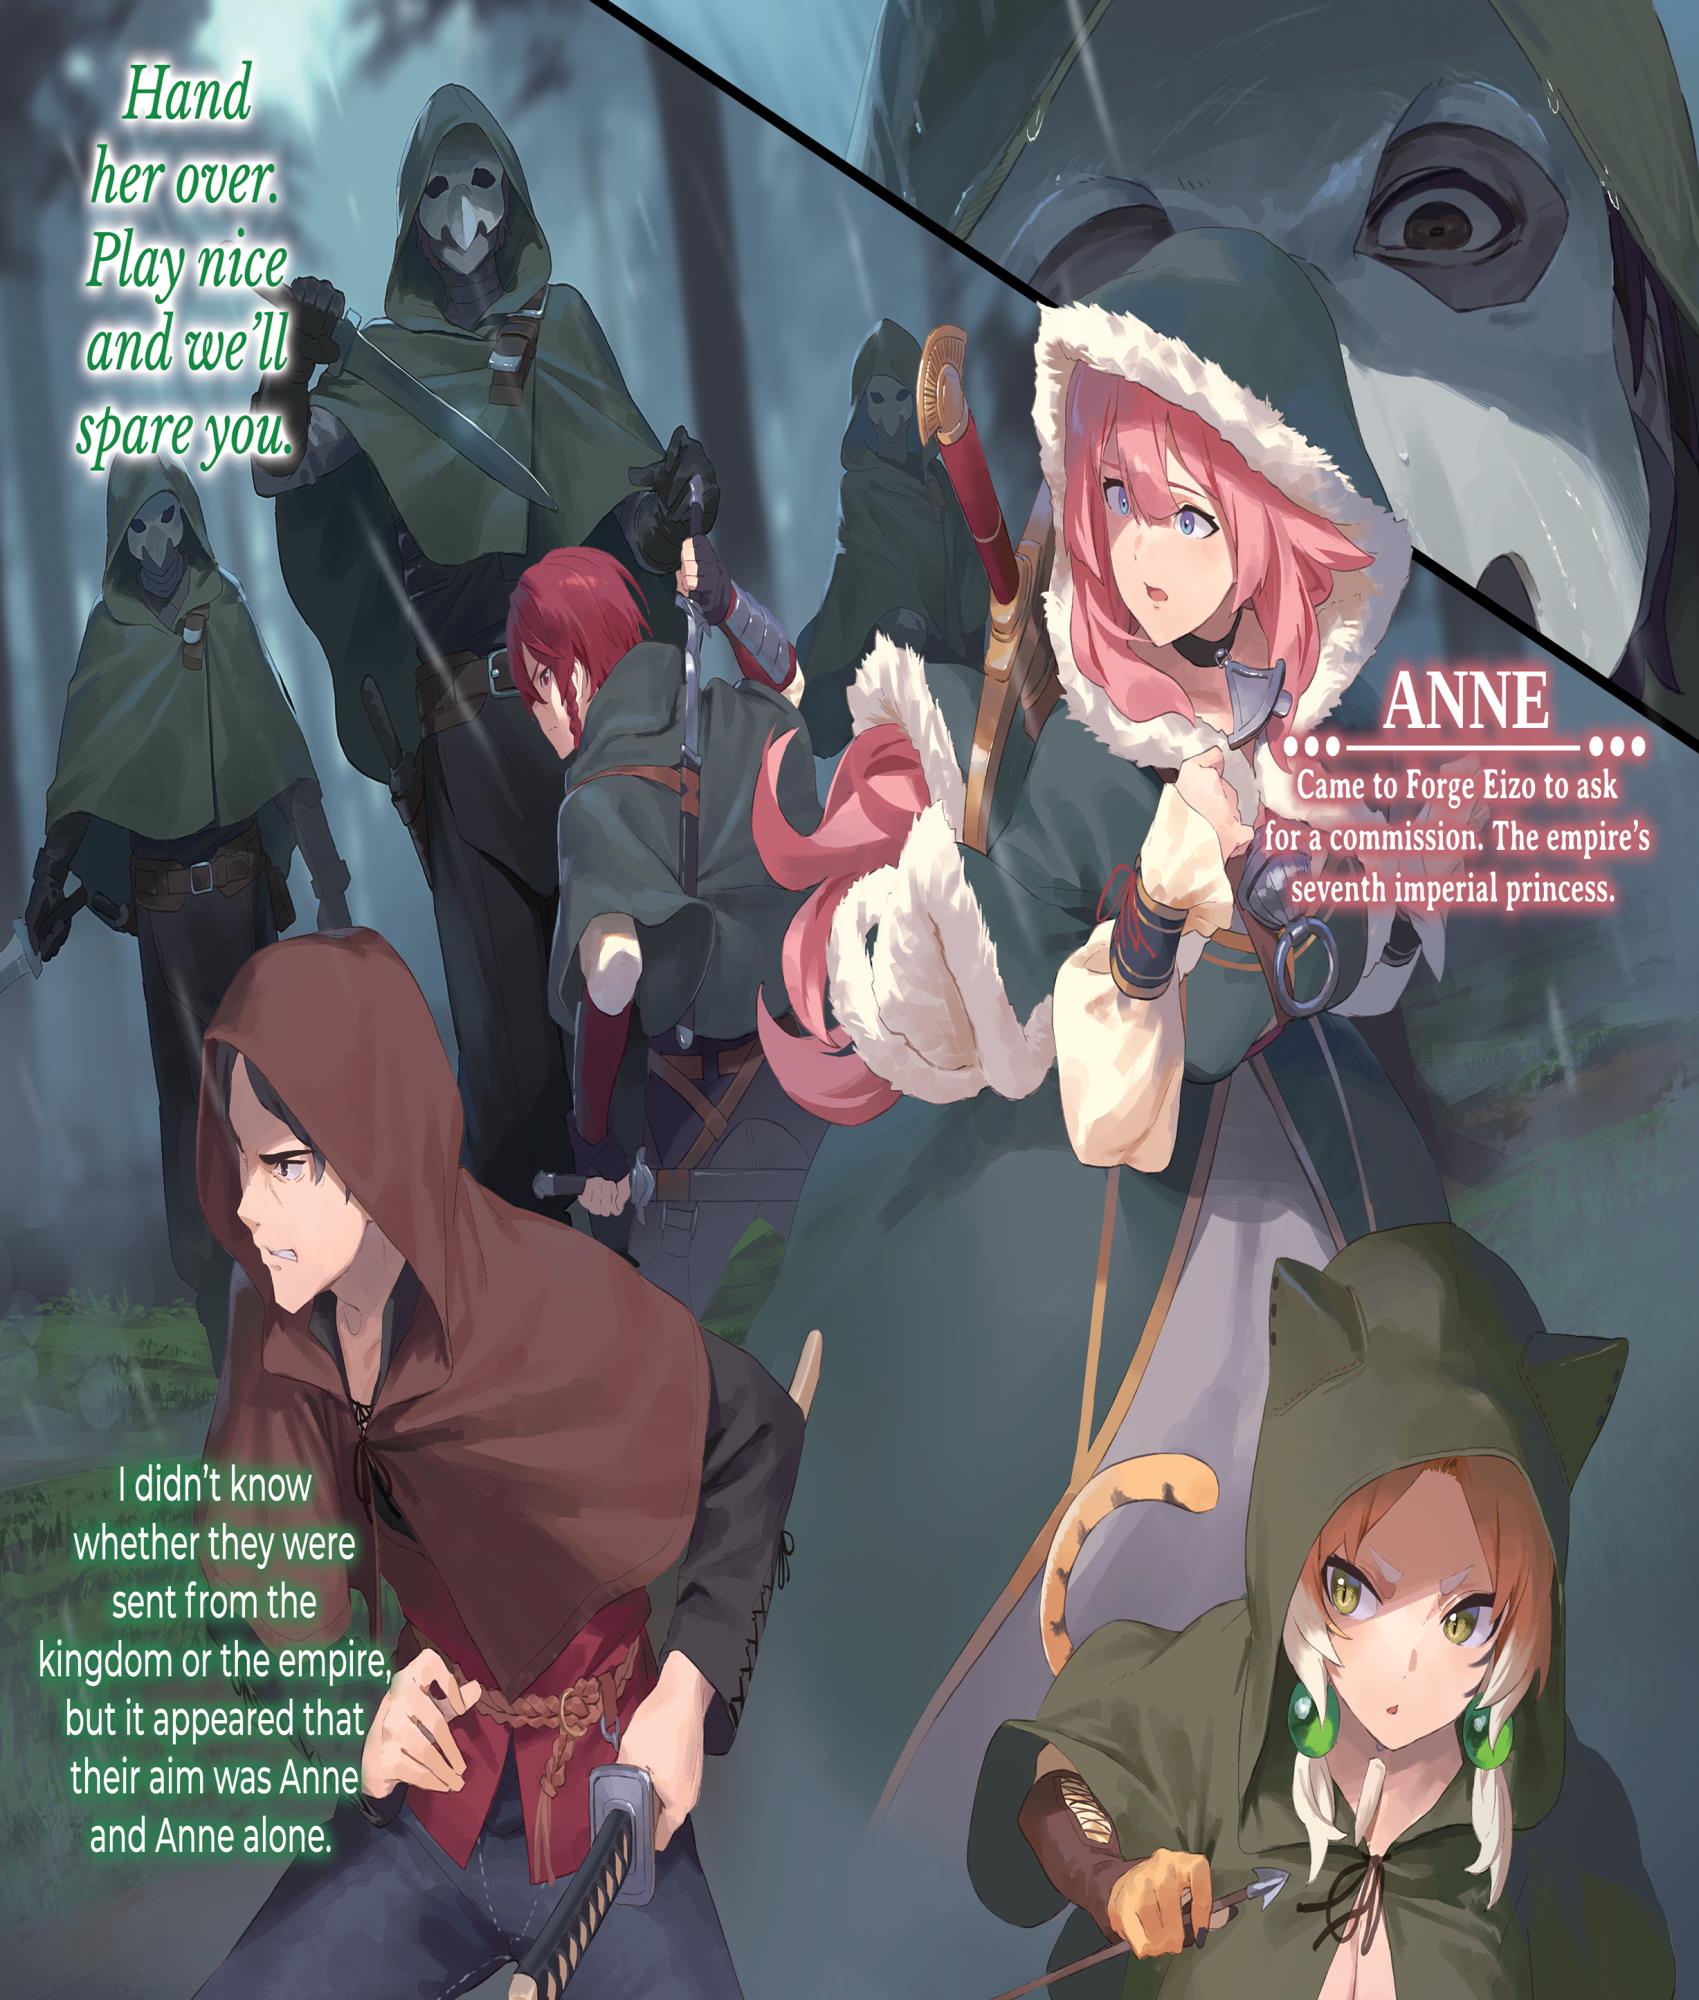 Hand
her over.
Play nice
and we’ll
spare you.
ANNE
Came to Forge Eizo to ask
for a commission. The empire’s
seventh imperial princess.
I didn’t know
whether they were
sent from the
kingdom or the empire,
but it appeared that
their aim was Anne
and Anne alone.